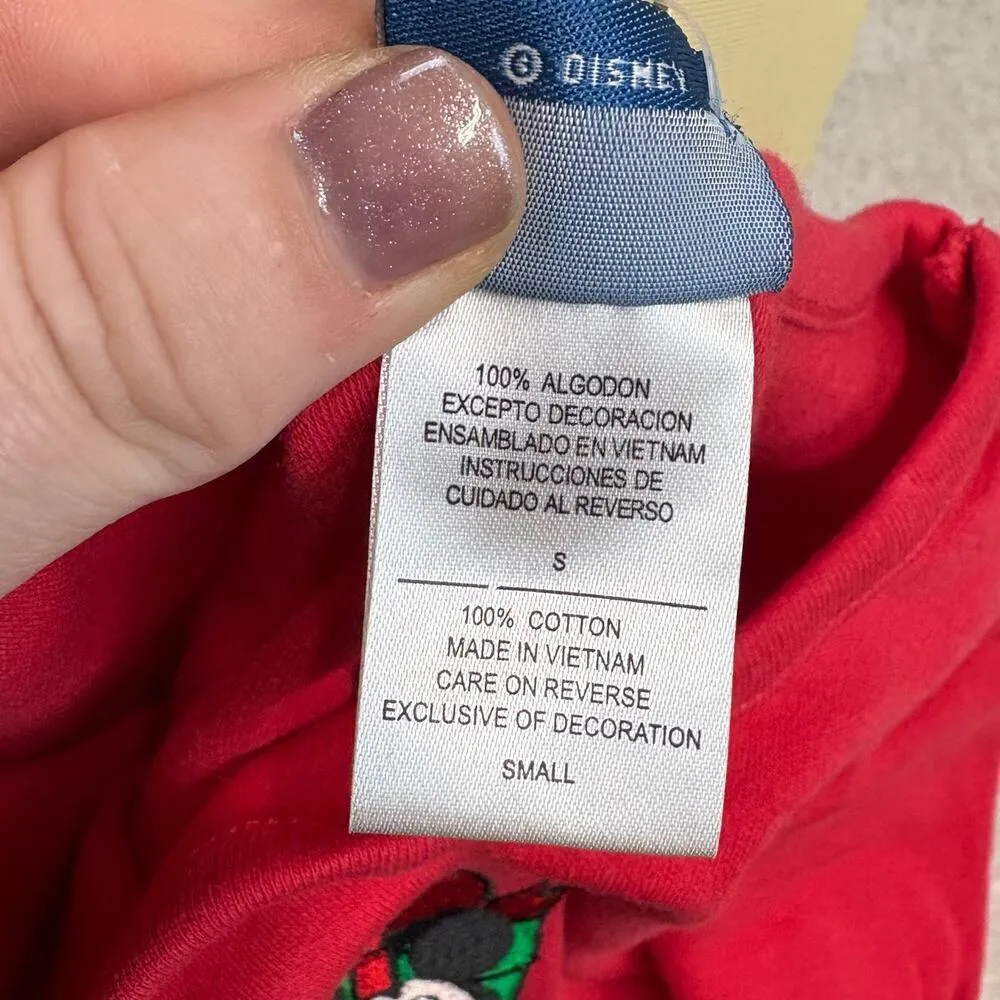 © DISNEY
100% ALGODON
EXCEPTO DECORACION
ENSAMBLADO EN VIETNAM
INSTRUCCIONES DE
CUIDADO AL REVERSO
S
100% COTTON
MADE IN VIETNAM
CARE ON REVERSE
EXCLUSIVE OF DECORATION
SMALL